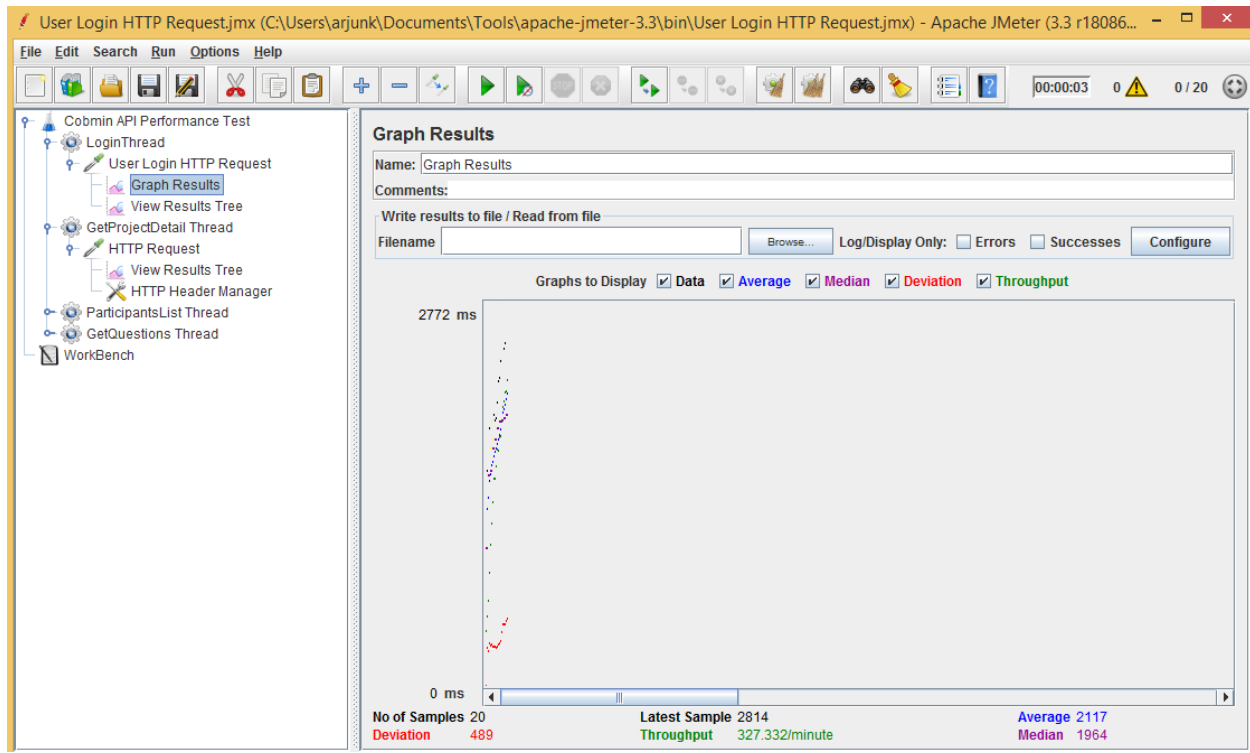 User Login HTTP Request.jmx (C:\Users\arjunk\Documents\Tools\apache-jmeter-3.3\bin\User Login HTTP Request.jmx) - Apache JMeter (3.3 r18086...
File Edit Search Run Options Help
00:00:03 0 0 / 20
Cobmin API Performance Test
LoginThread
User Login HTTP Request
Graph Results
View Results Tree
GetProjectDetail Thread
HTTP Request
View Results Tree
HTTP Header Manager
ParticipantsList Thread
GetQuestions Thread
WorkBench
Graph Results
Name: Graph Results
Comments:
Write results to file / Read from file
Filename Browse... Log/Display Only: Errors Successes Configure
Graphs to Display Data Average Median Deviation Throughput
2772 ms
0 ms
No of Samples 20 Latest Sample 2814 Average 2117
Deviation 489 Throughput 327.332/minute Median 1964